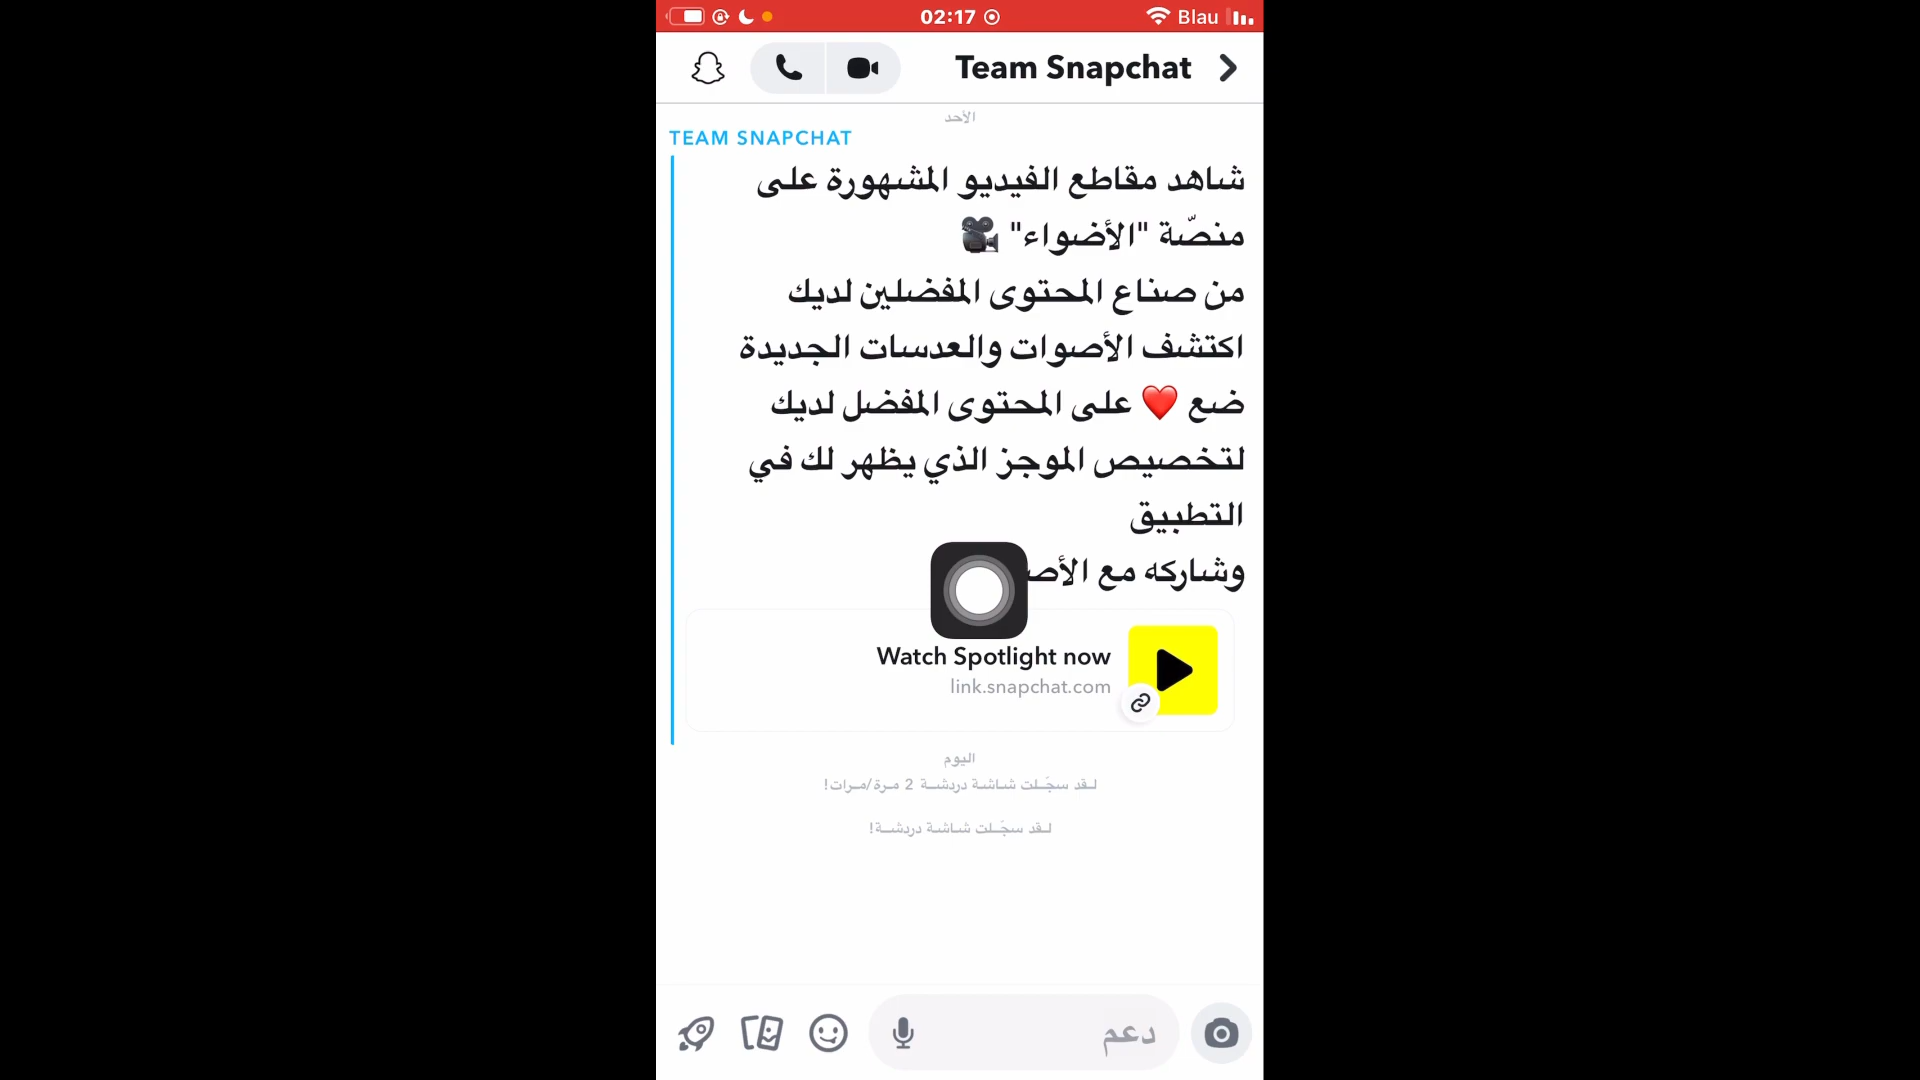 02:17
Blau
Team Snapchat
الأحد
TEAM SNAPCHAT
شاهد مقاطع الفيديو المشهورة على
منصّة "الأضواء" 🎥
من صناع المحتوى المفضلين لديك
اكتشف الأصوات والعدسات الجديدة
ضع ❤️ على المحتوى المفضل لديك
لتخصيص الموجز الذي يظهر لك في
التطبيق
وشاركه مع
Watch Spotlight now
link.snapchat.com
اليوم
لقد سجّلت شاشة دردشة 2 مرة/مرات!
لقد سجّلت شاشة دردشة!
دعم